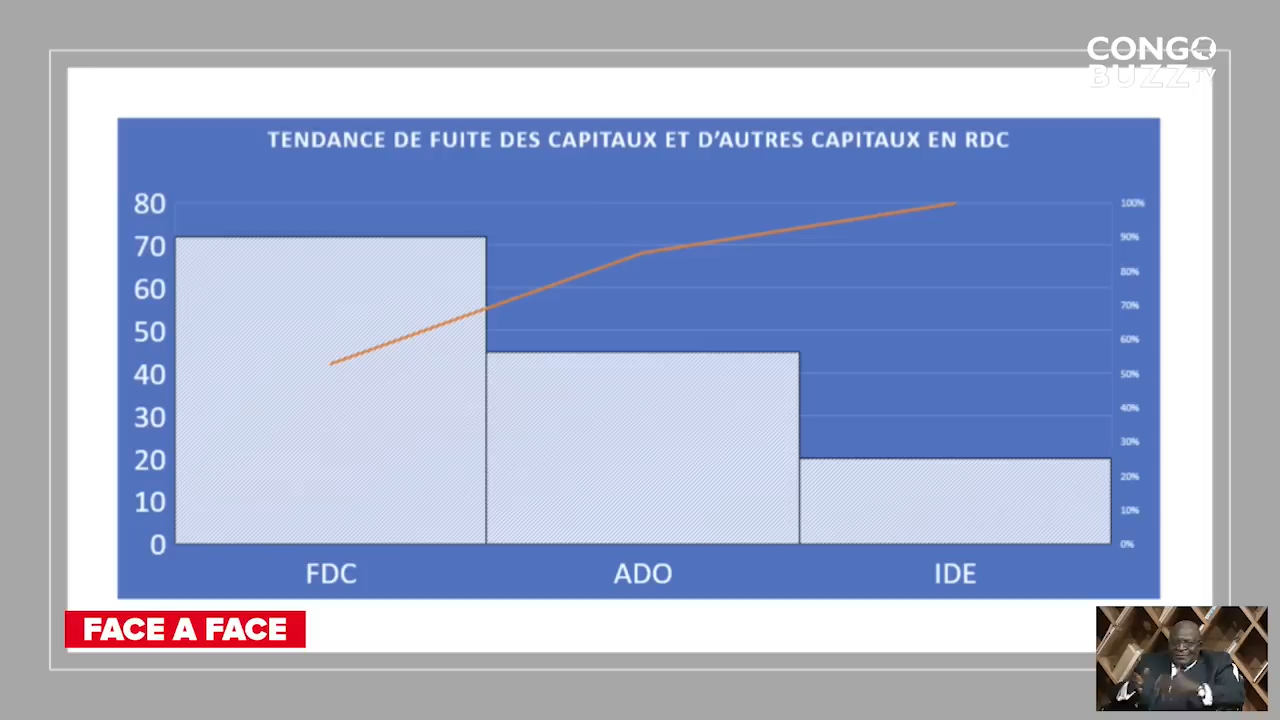 CONGO
BUZZ TV
TENDANCE DE FUITE DES CAPITAUX ET D'AUTRES CAPITAUX EN RDC
80
70
60
50
40
30
20
10
0
100%
90%
80%
70%
60%
50%
40%
30%
20%
10%
0%
FDC
ADO
IDE
FACE A FACE